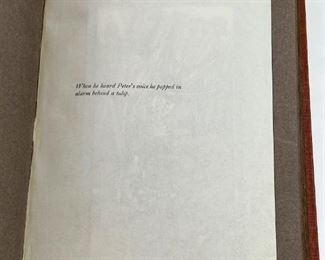 When he heard Peter's voice he popped in
alarm behind a tulip.